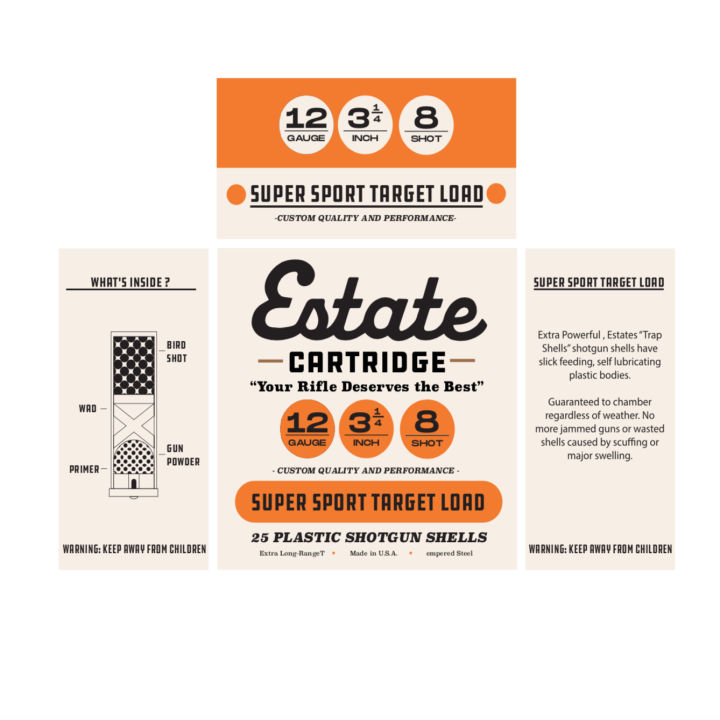 12 3 1/4 8
GAUGE INCH SHOT
SUPER SPORT TARGET LOAD
-CUSTOM QUALITY AND PERFORMANCE-
WHAT'S INSIDE ?
BIRD
SHOT
WAD
GUN
POWDER
PRIMER
WARNING: KEEP AWAY FROM CHILDREN
Estate
CARTRIDGE
“Your Rifle Deserves the Best”
12 3 1/4 8
GAUGE INCH SHOT
- CUSTOM QUALITY AND PERFORMANCE -
SUPER SPORT TARGET LOAD
25 PLASTIC SHOTGUN SHELLS
Extra Long-RangeT • Made in U.S.A. • empered Steel
SUPER SPORT TARGET LOAD
Extra Powerful , Estates “Trap
Shells” shotgun shells have
slick feeding, self lubricating
plastic bodies.
Guaranteed to chamber
regardless of weather. No
more jammed guns or wasted
shells caused by scuffing or
major swelling.
WARNING: KEEP AWAY FROM CHILDREN